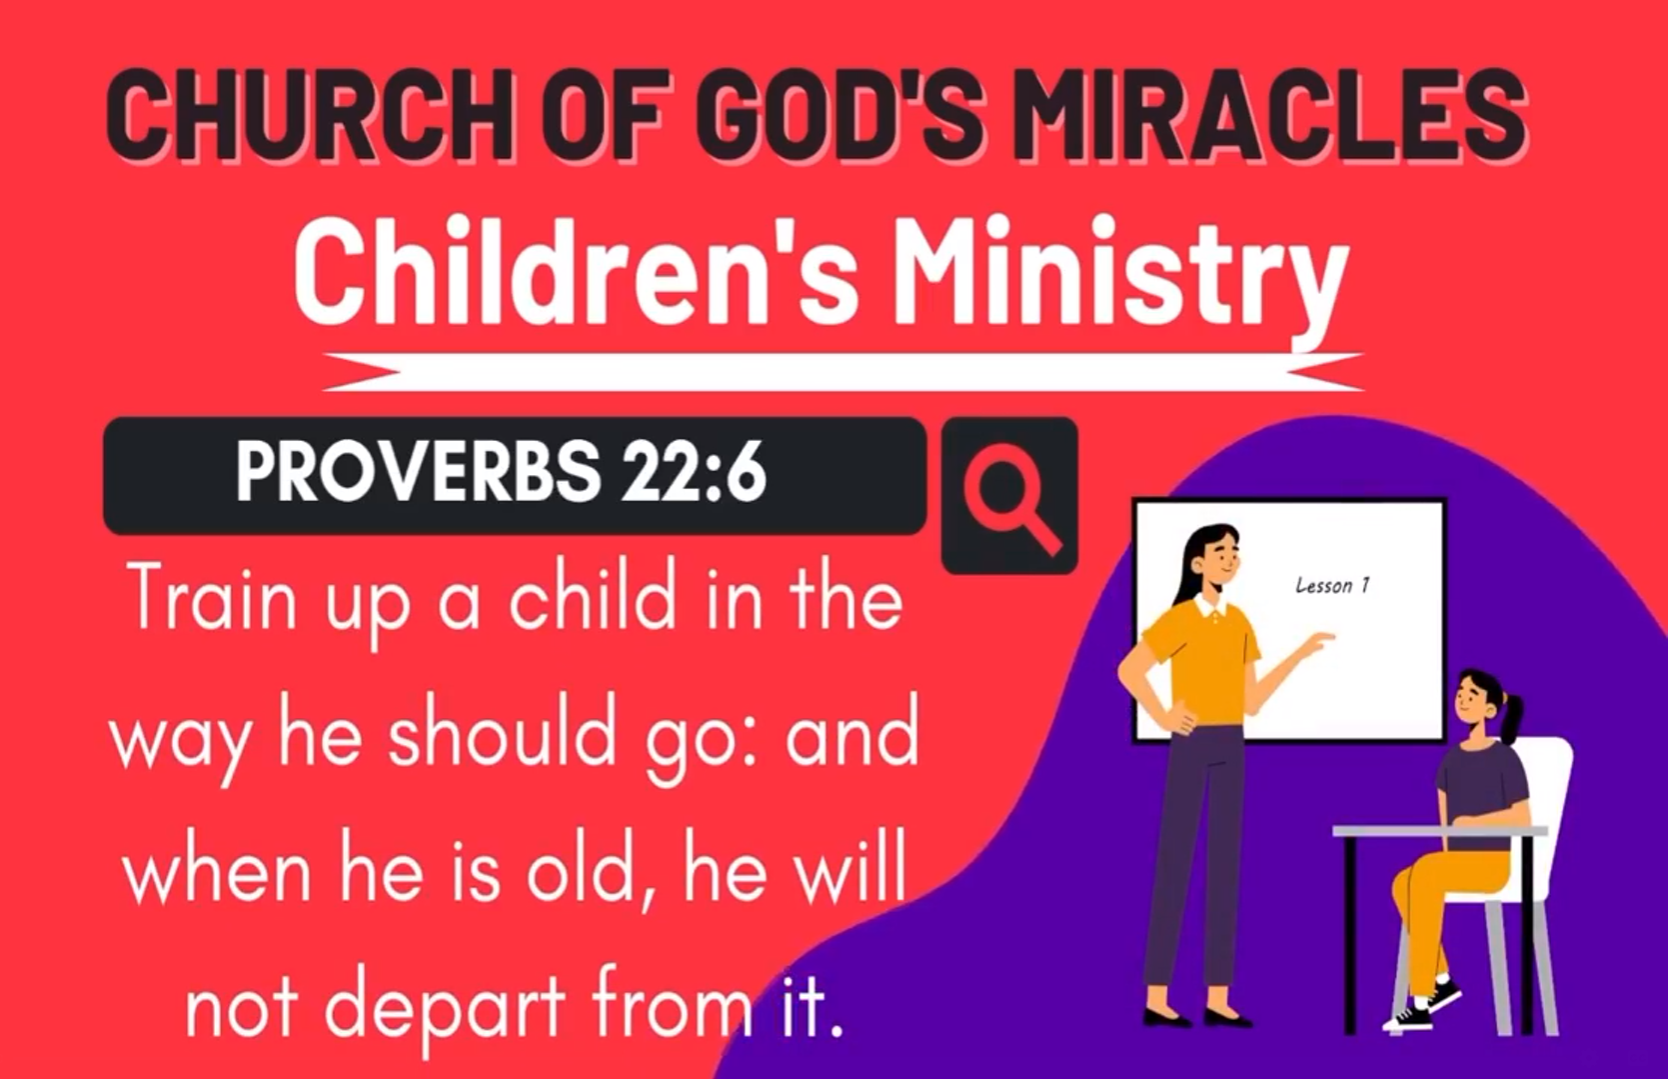 CHURCH OF GOD'S MIRACLES
Children's Ministry
PROVERBS 22:6
Train up a child in the
way he should go: and
when he is old, he will
not depart from it.
Lesson 1